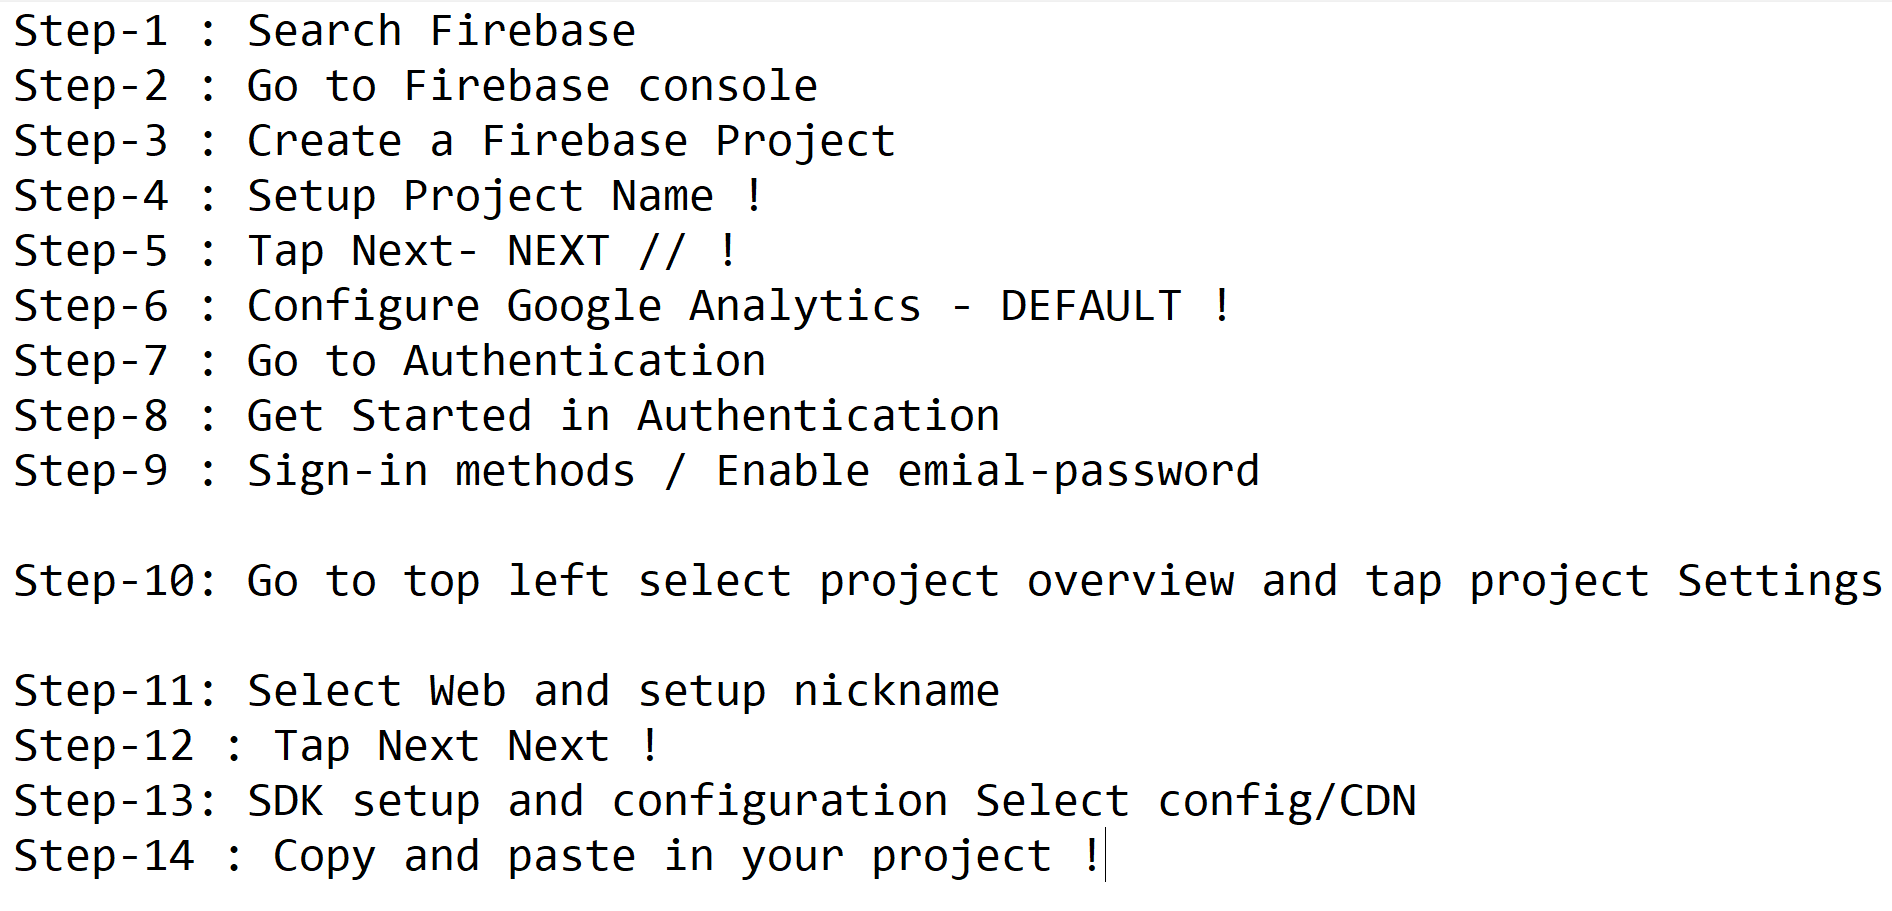 Step-1 : Search Firebase
Step-2 : Go to Firebase console
Step-3 : Create a Firebase Project
Step-4 : Setup Project Name !
Step-5 : Tap Next- NEXT // !
Step-6 : Configure Google Analytics - DEFAULT !
Step-7 : Go to Authentication
Step-8 : Get Started in Authentication
Step-9 : Sign-in methods / Enable emial-password
Step-10: Go to top left select project overview and tap project Settings
Step-11: Select Web and setup nickname
Step-12 : Tap Next Next !
Step-13: SDK setup and configuration Select config/CDN
Step-14 : Copy and paste in your project !